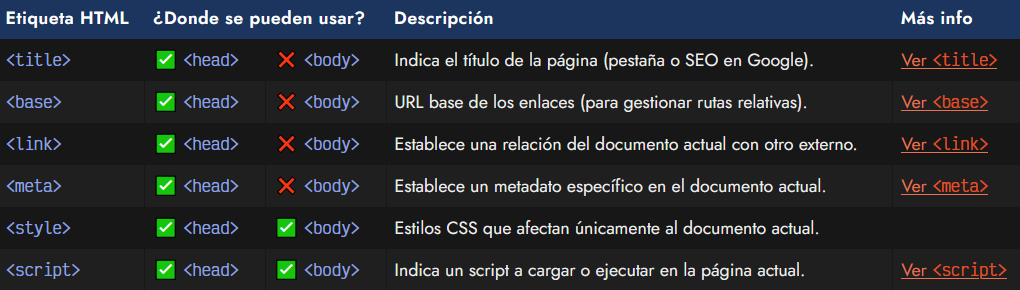 Etiqueta HTML ¿Donde se pueden usar? Descripción Más info
<title> ✅ <head> ❌ <body> Indica el título de la página (pestaña o SEO en Google). Ver <title>
<base> ✅ <head> ❌ <body> URL base de los enlaces (para gestionar rutas relativas). Ver <base>
<link> ✅ <head> ❌ <body> Establece una relación del documento actual con otro externo. Ver <link>
<meta> ✅ <head> ❌ <body> Establece un metadato específico en el documento actual. Ver <meta>
<style> ✅ <head> ✅ <body> Estilos CSS que afectan únicamente al documento actual.
<script> ✅ <head> ✅ <body> Indica un script a cargar o ejecutar en la página actual. Ver <script>